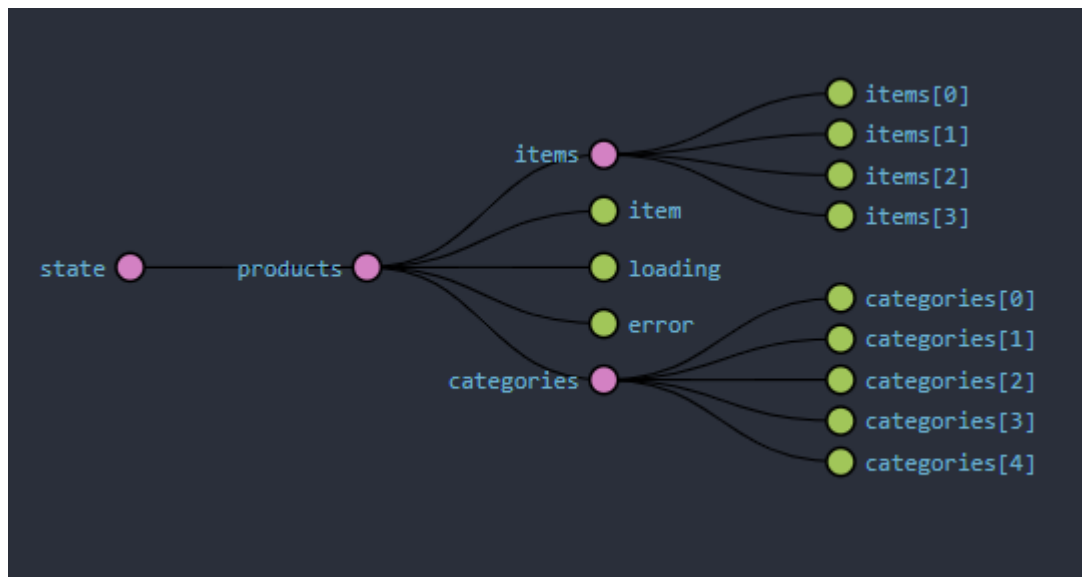 state
products
items
item
loading
error
categories
items[0]
items[1]
items[2]
items[3]
categories[0]
categories[1]
categories[2]
categories[3]
categories[4]